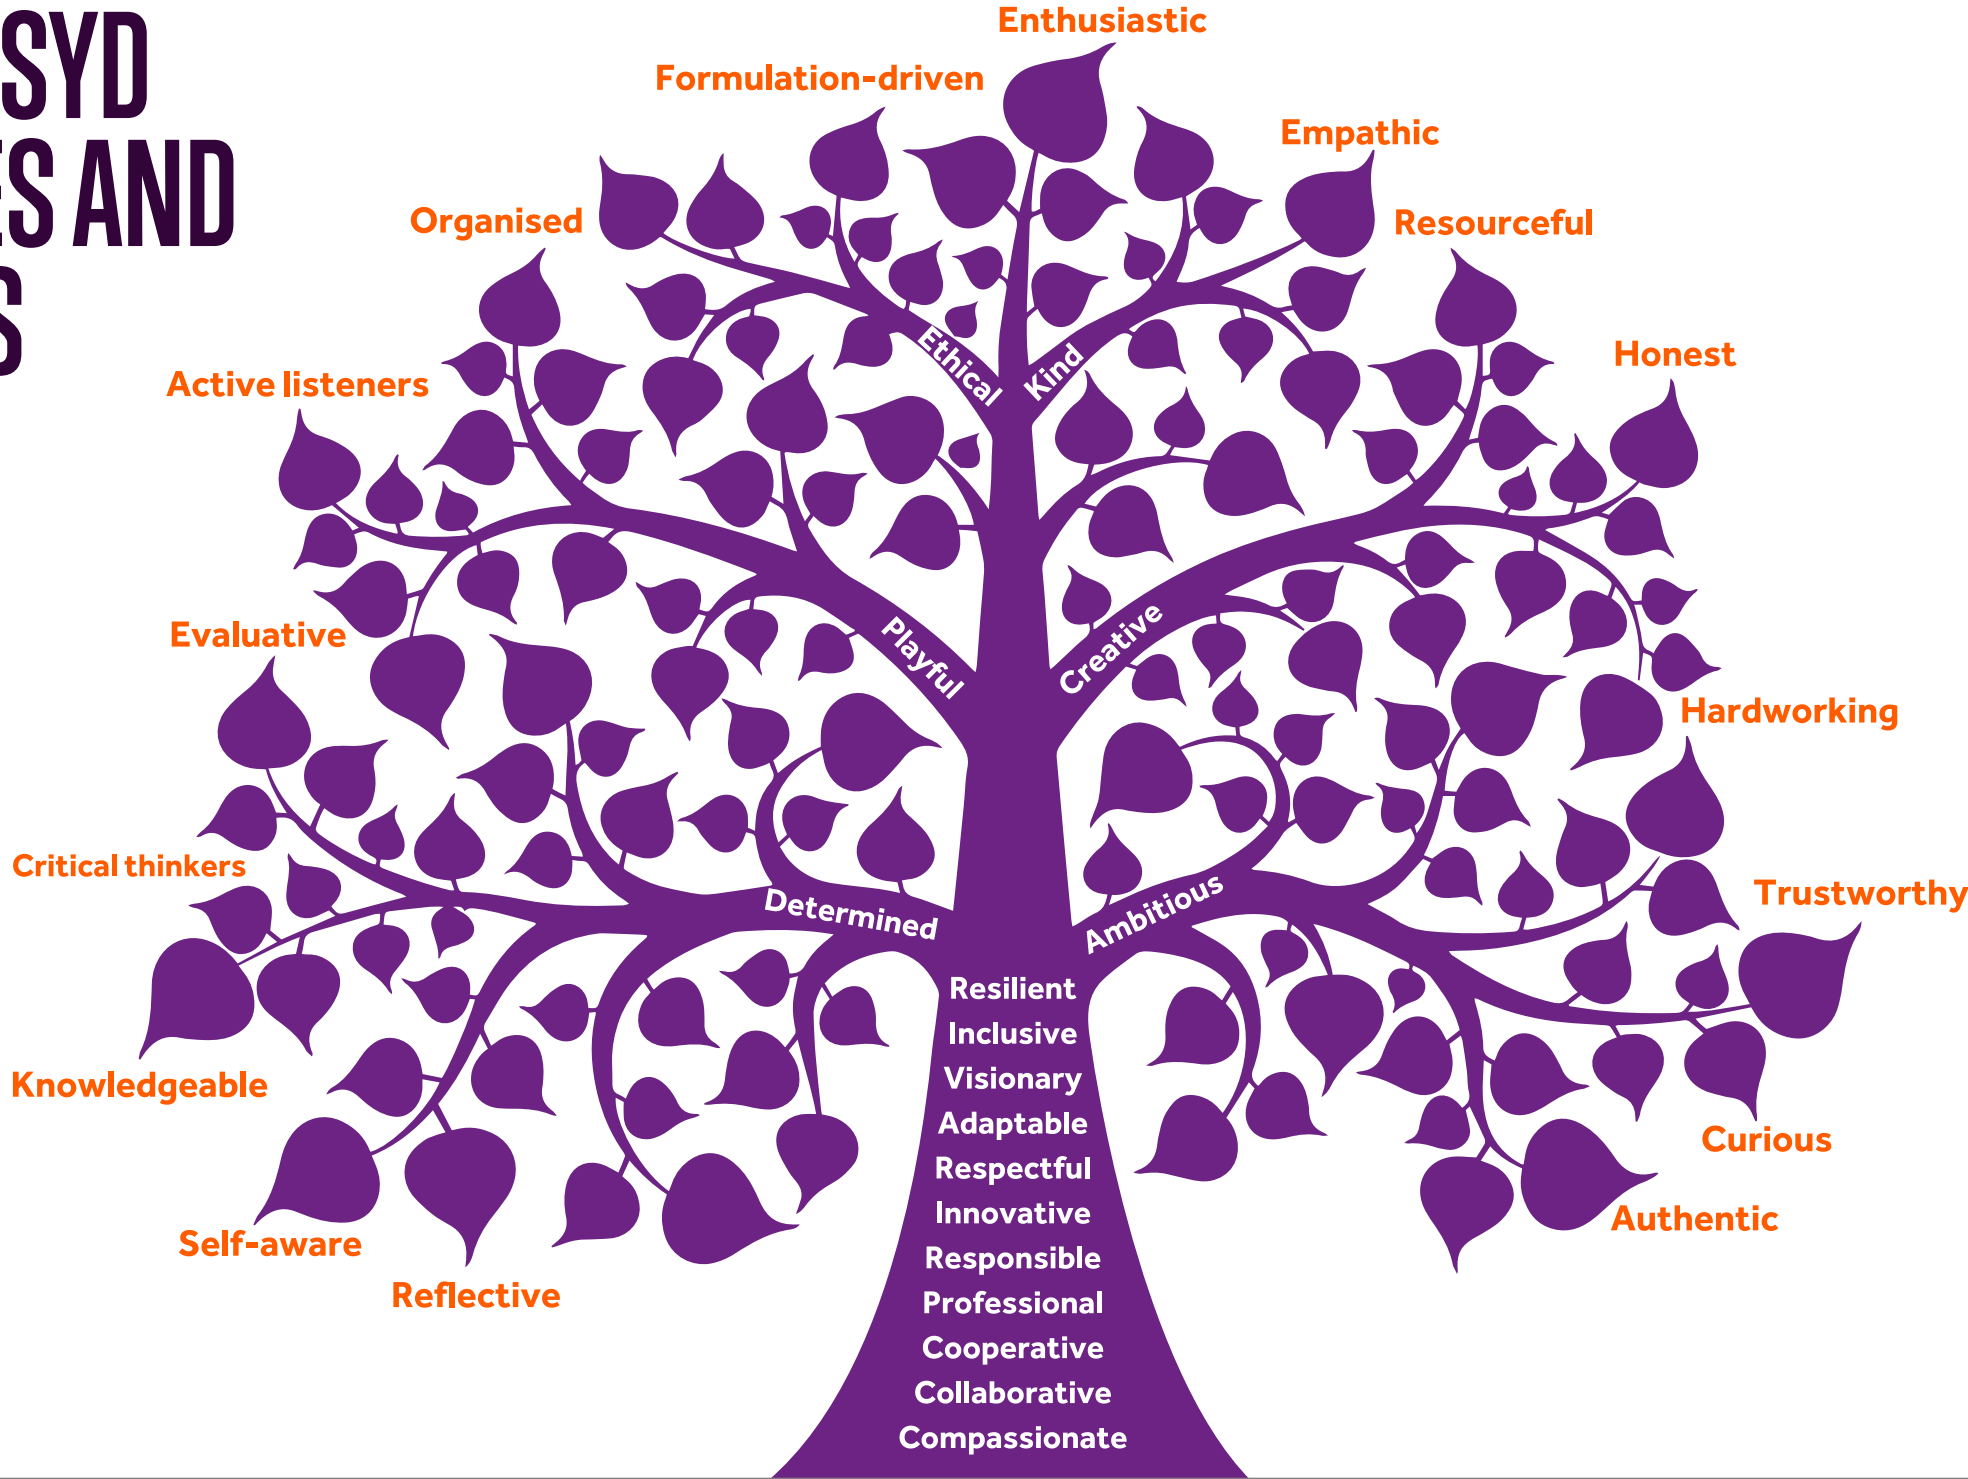 SYD
ES AND
S
Enthusiastic
Formulation-driven
Empathic
Organised
Resourceful
Honest
Active listeners
Ethical
Kind
Evaluative
Playful
Creative
Hardworking
Critical thinkers
Trustworthy
Determined
Ambitious
Knowledgeable
Curious
Self-aware
Authentic
Reflective
Resilient
Inclusive
Visionary
Adaptable
Respectful
Innovative
Responsible
Professional
Cooperative
Collaborative
Compassionate